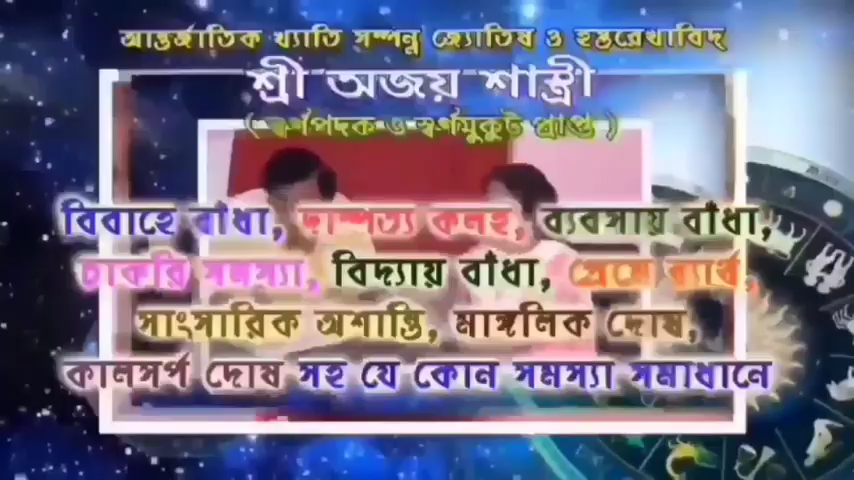 আন্তর্জাতিক খ্যাতি সম্পন্ন জ্যোতিষ ও হস্তরেখাবিদ্
শ্রী অজয় শাস্ত্রী
( স্বর্ণপদক ও স্বর্ণমুকুট প্রাপ্ত )
বিবাহে বাঁধা, দাম্পত্য কলহ, ব্যবসায় বাঁধা,
চাকরি সমস্যা, বিদ্যায় বাঁধা, প্রেমে ব্যার্থ,
সাংসারিক অশান্তি, মাঙ্গলিক দোষ,
কালসর্প দোষ সহ যে কোন সমস্যা সমাধানে